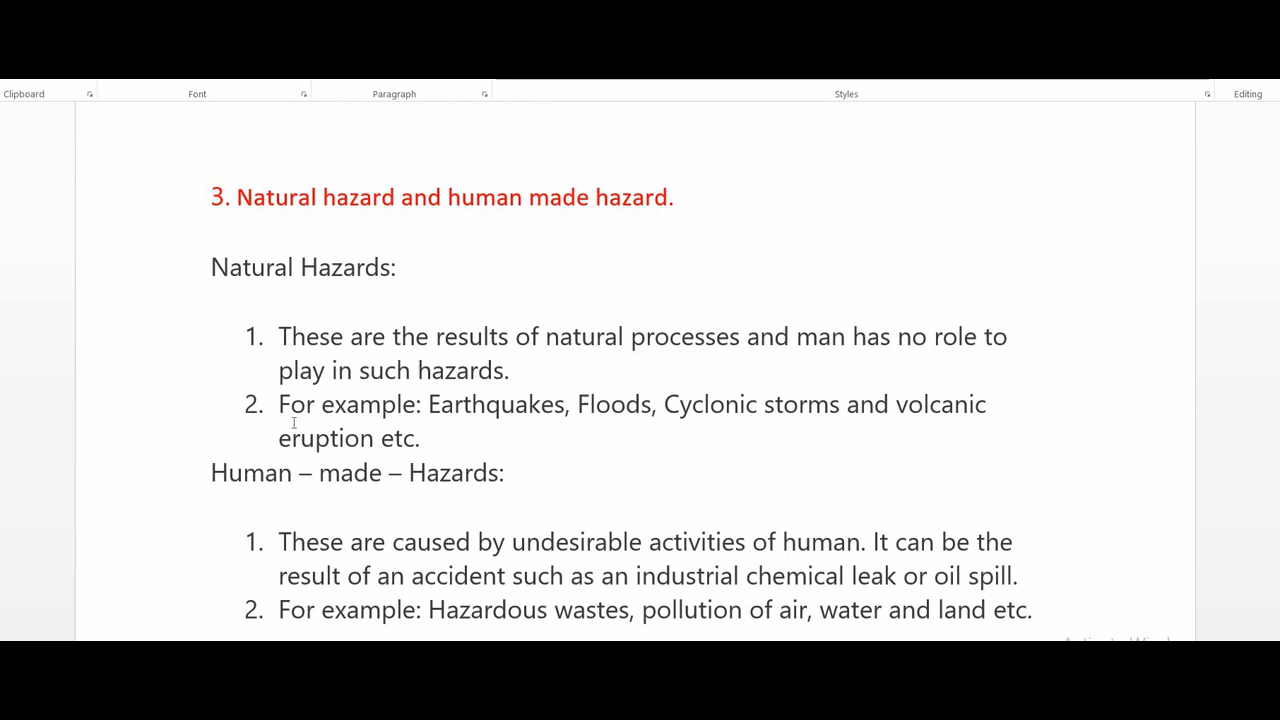 Clipboard Font Paragraph Styles Editing
3. Natural hazard and human made hazard.
Natural Hazards:
1. These are the results of natural processes and man has no role to
play in such hazards.
2. For example: Earthquakes, Floods, Cyclonic storms and volcanic
eruption etc.
Human – made – Hazards:
1. These are caused by undesirable activities of human. It can be the
result of an accident such as an industrial chemical leak or oil spill.
2. For example: Hazardous wastes, pollution of air, water and land etc.